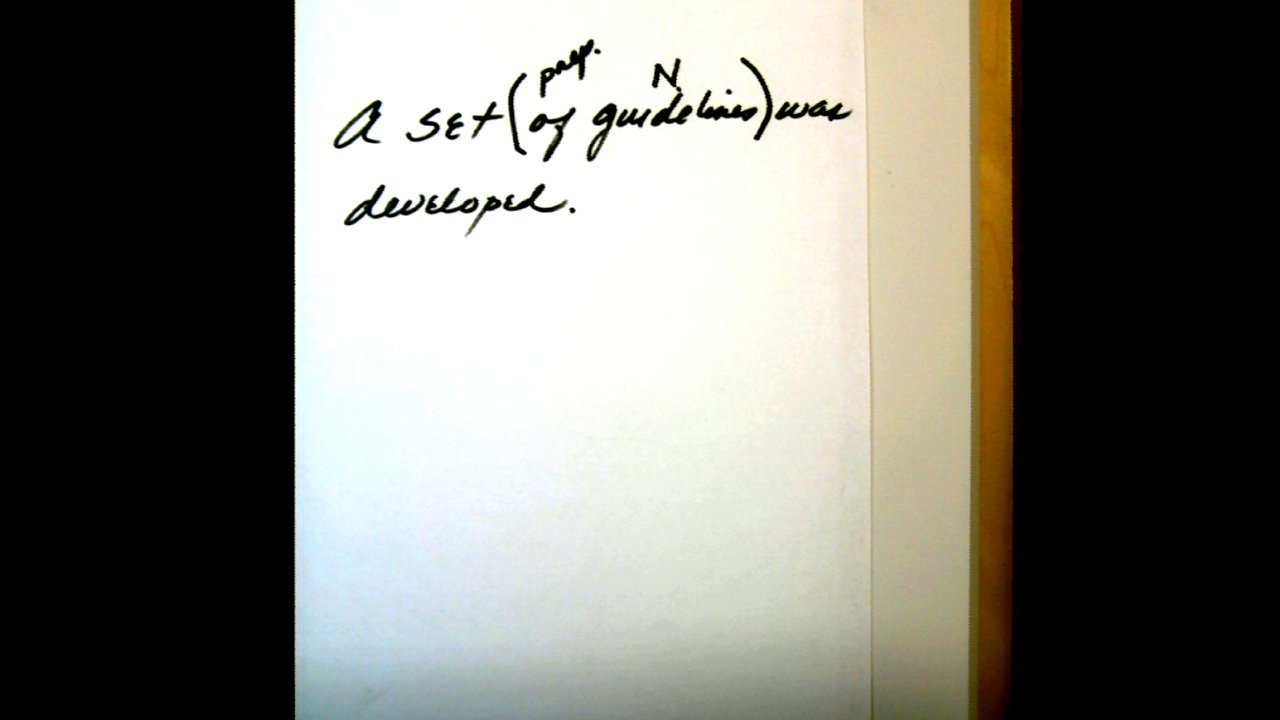 prep. N.
A set (of guidelines) was
developed.